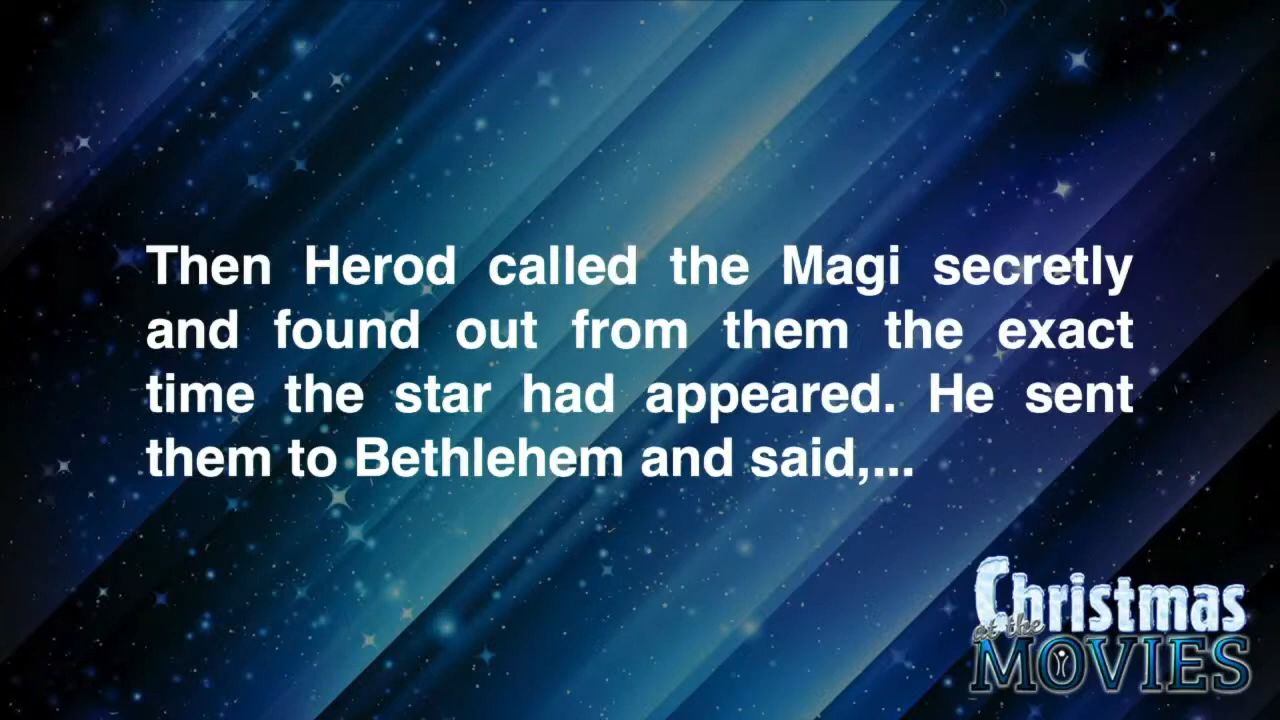 Then Herod called the Magi secretly
and found out from them the exact
time the star had appeared. He sent
them to Bethlehem and said,...
Christmas
at the
MOVIES